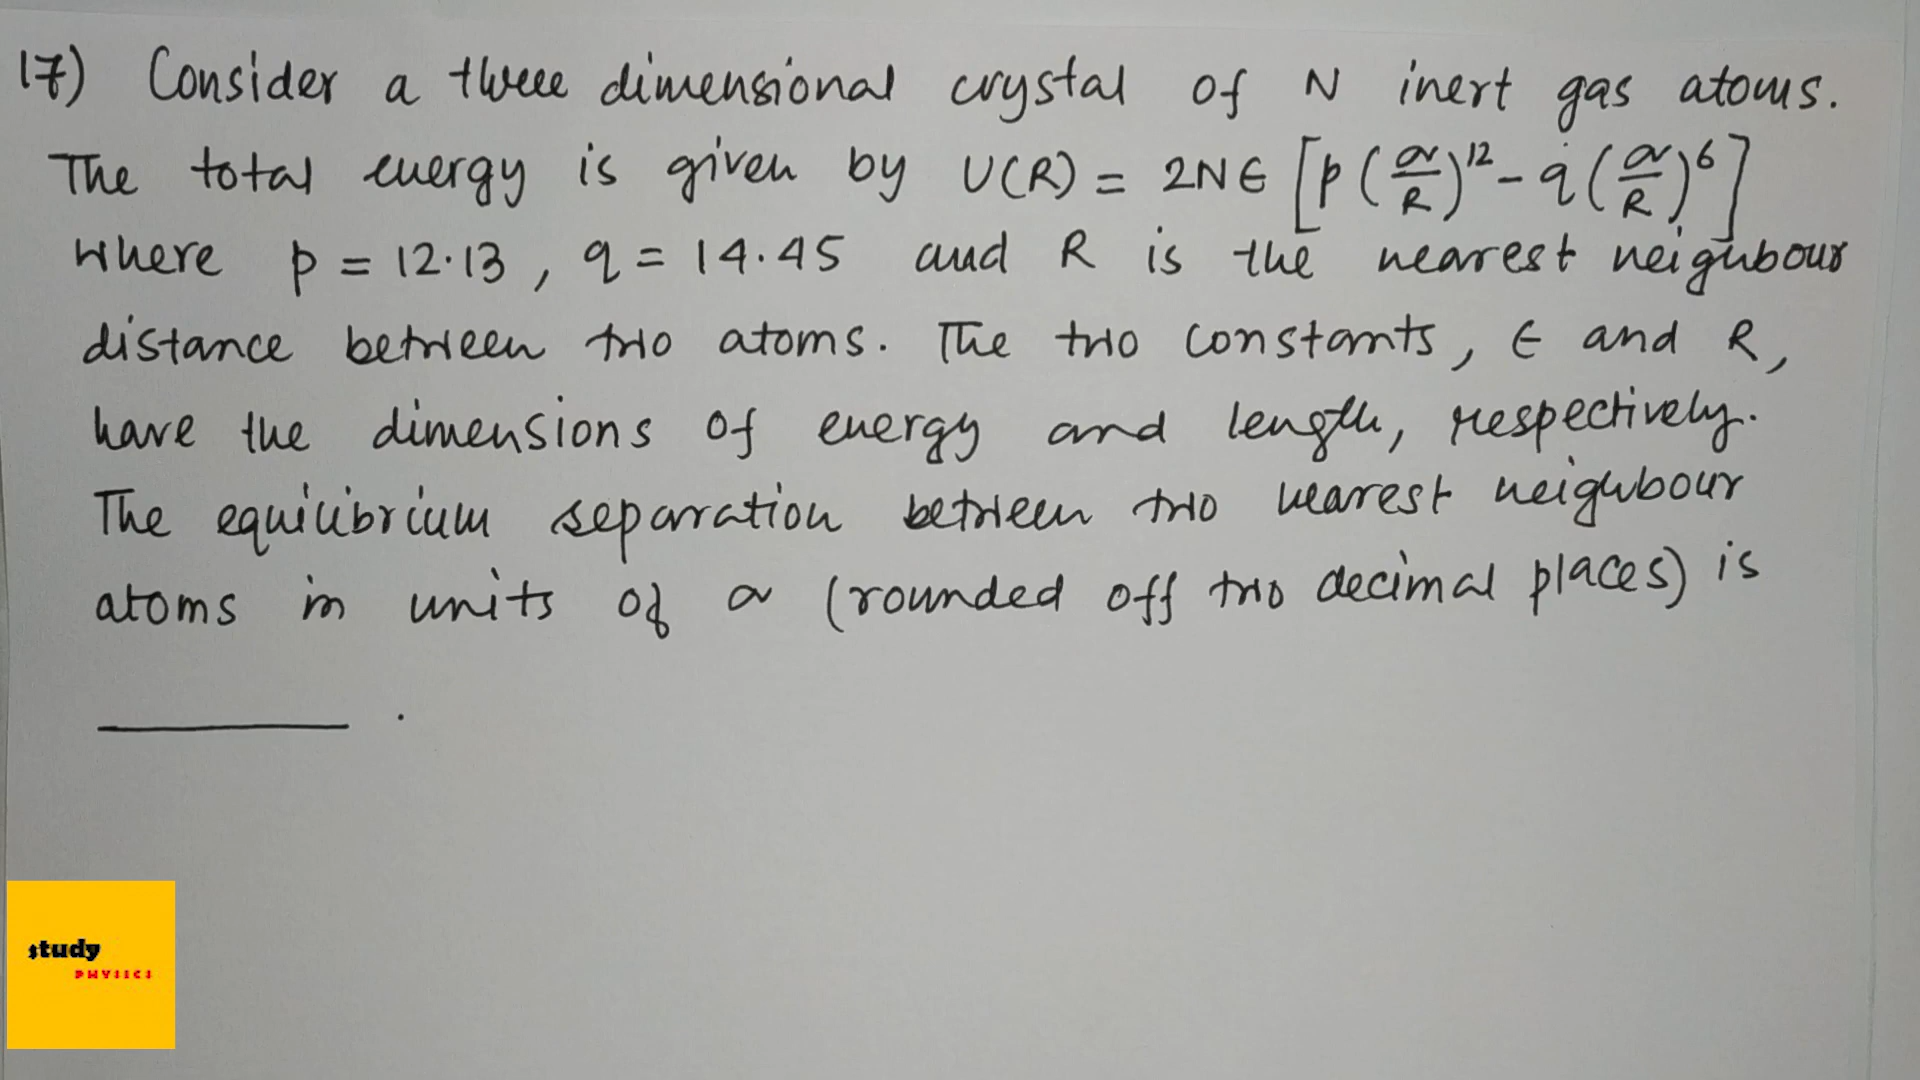 17) Consider a three dimensional crystal of N inert gas atoms.
The total energy is given by U(R) = 2Nϵ [p(σ/R)¹² - q(σ/R)⁶]
where p = 12.13, q = 14.45 and R is the nearest neighbour
distance between two atoms. The two constants, ϵ and R,
have the dimensions of energy and length, respectively.
The equilibrium separation between two nearest neighbour
atoms in units of σ (rounded off two decimal places) is
________ .
study
PHYSICS